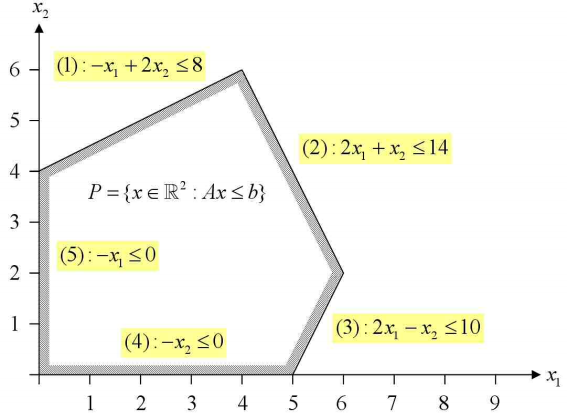 x₂
6
(1): -x₁ + 2x₂ ≤ 8
5
(2): 2x₁ + x₂ ≤ 14
4
P = {x ∈ ℝ² : Ax ≤ b}
3
(5): -x₁ ≤ 0
2
1
(4): -x₂ ≤ 0
(3): 2x₁ - x₂ ≤ 10
x₁
1 2 3 4 5 6 7 8 9